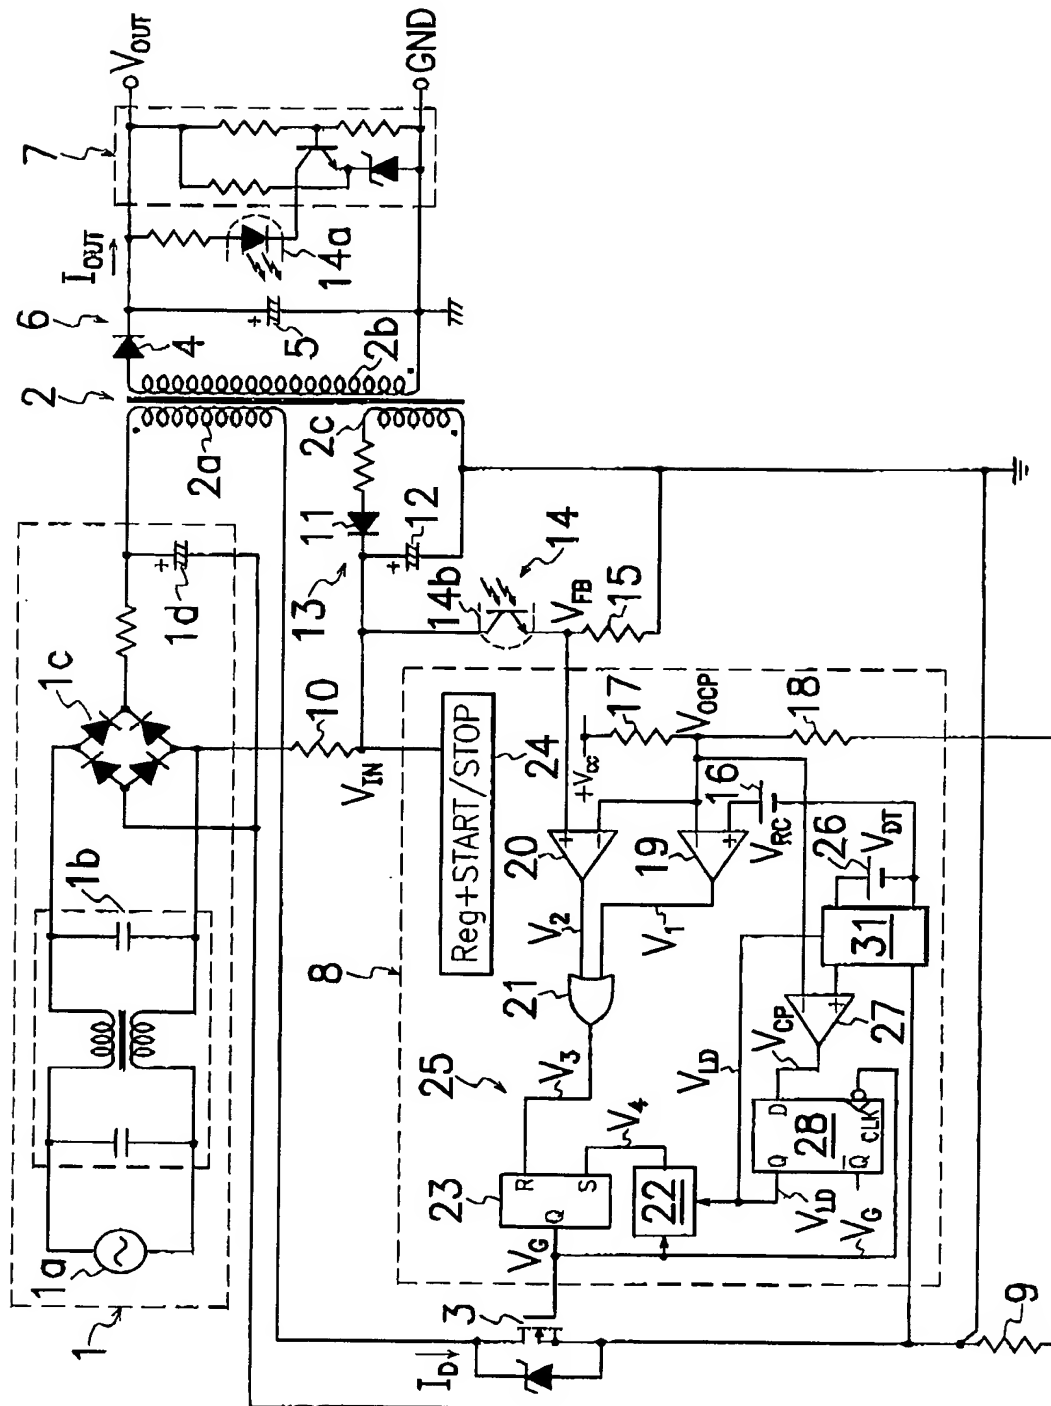 1
1a
1b
1c
1d
2
2a
2b
2c
6
4
5
I_OUT
7
V_OUT
GND
14a
10
V_IN
11
12
13
14
14b
V_FB
15
8
Reg+START/STOP
24
+Vcc
17
V_OCP
18
20
19
16
V_RC
26
V_DT
V_2
V_1
21
V_3
25
31
27
V_CP
V_LD
23
R
S
Q
V_4
22
28
D
Q
Q̅
CLK
V_LD
V_G
V_G
3
I_D
9
+
+
+
+
−
−
+
−
+